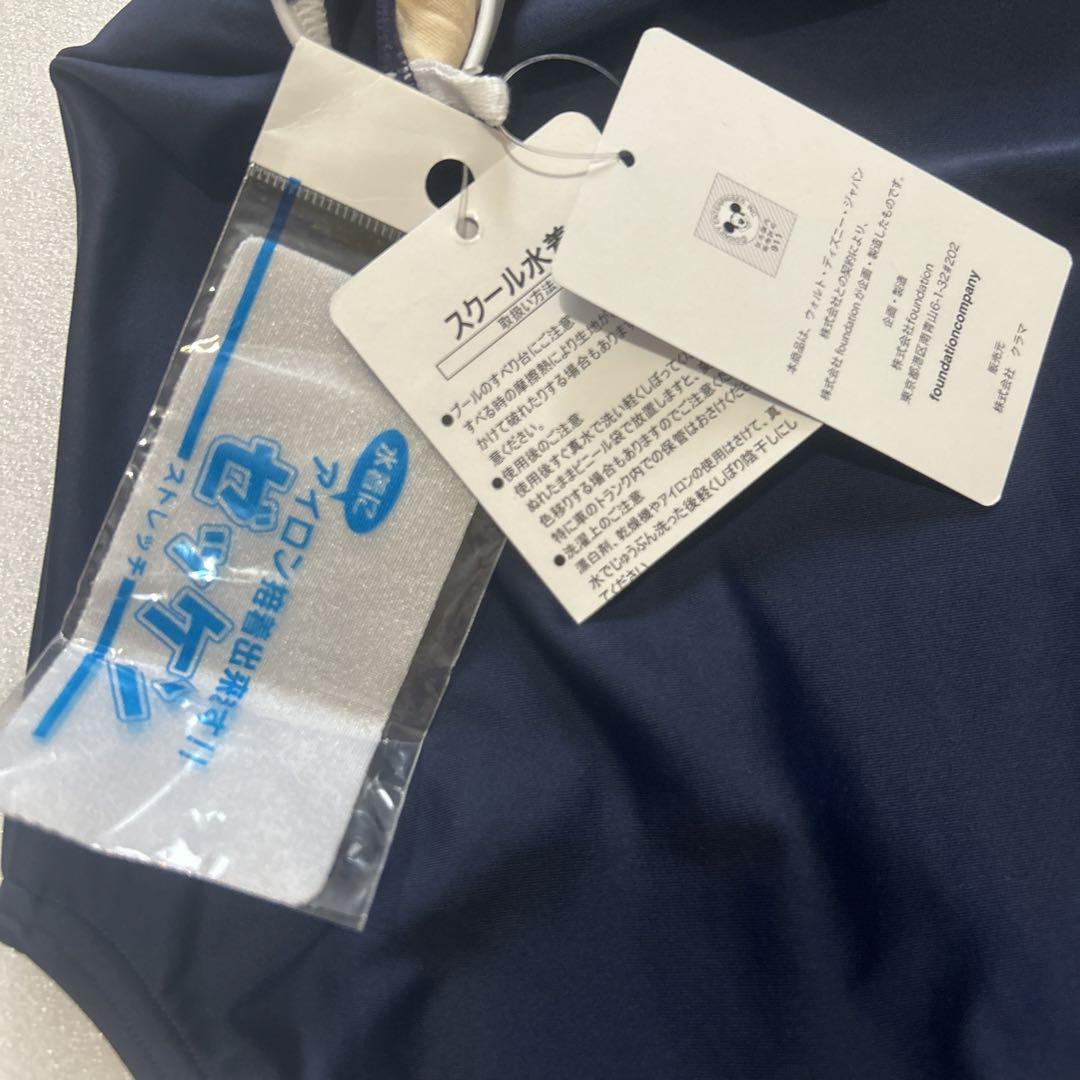 水着に
アイロン接着出来ます!!
ゼッケン
ストレッチ
スクール水着
取扱い方法
● プールのすべり台にご注意
すべる時の摩擦熱により生地が
かけて破れたりする場合もあります
意ください。
● 使用後のご注意
使用後すぐ真水で洗い軽くしぼって
ぬれたままビニール袋で放置しますと、
色移りする場合もありますのでご注意くだ
特に車のトランク内での保管はおさけくださ
● 洗濯上のご注意
漂白剤、乾燥機やアイロンの使用はさけて、真
水でじゅうぶん洗った後軽くしぼり陰干しにし
てください
本商品は、ウォルト・ディズニー・ジャパン
株式会社との契約により、
株式会社 foundation が企画・製造したものです。
企画・製造
株式会社foundation
東京都港区南青山6-1-32#202
foundationcompany
販売元
株式会社 クラマ